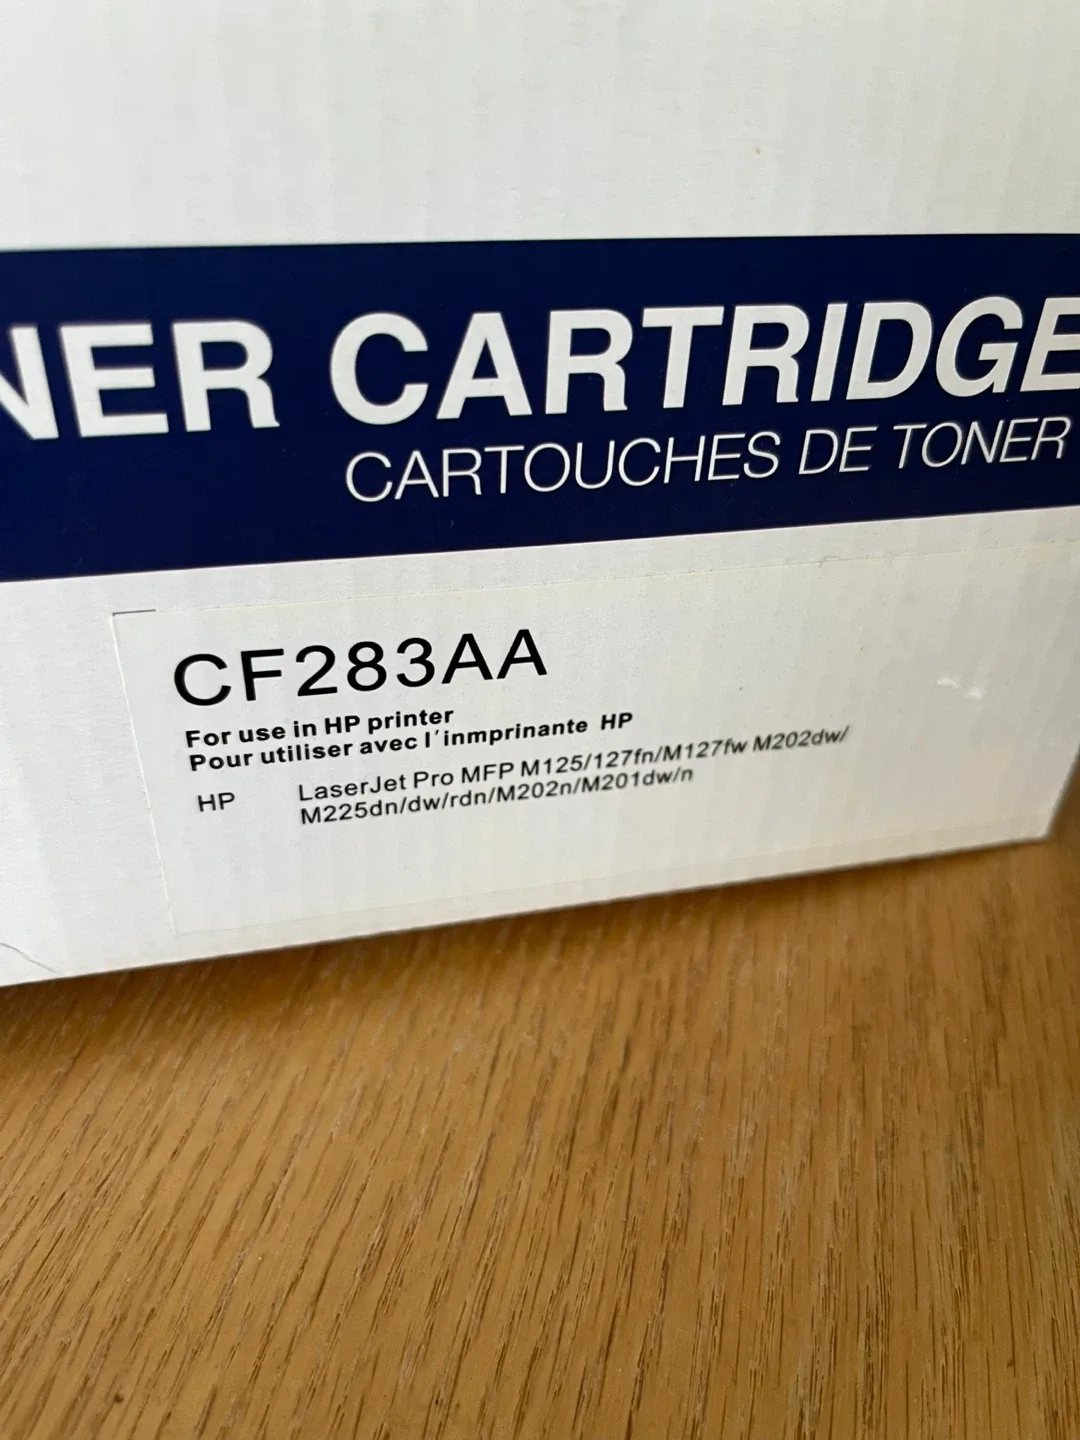 NER CARTRIDGE
CARTOUCHES DE TONER
CF283AA
For use in HP printer
Pour utiliser avec l'inmprinante HP
HP LaserJet Pro MFP M125/127fn/M127fw M202dw/
M225dn/dw/rdn/M202n/M201dw/n